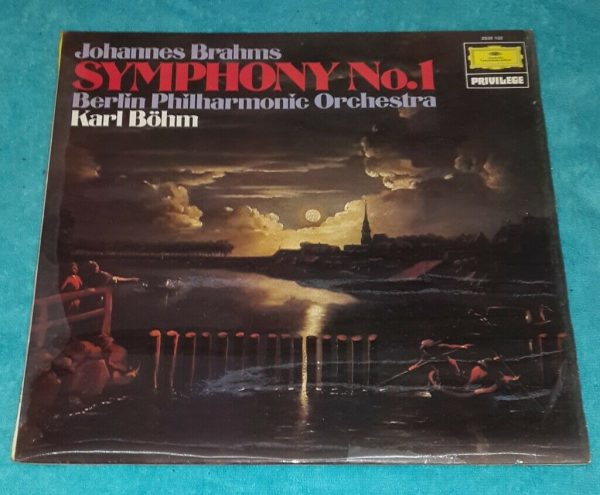 Johannes Brahms
SYMPHONY No.1
Berlin Philharmonic Orchestra
Karl Böhm
PRIVILEGE